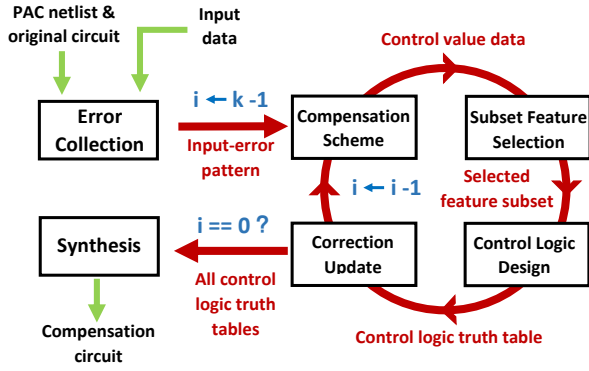 PAC netlist &
original circuit
Input
data
Error
Collection
i ← k -1
Input-error
pattern
Compensation
Scheme
Control value data
Subset Feature
Selection
Selected
feature subset
Control Logic
Design
Control logic truth table
Correction
Update
i ← i -1
i == 0 ?
All control
logic truth
tables
Synthesis
Compensation
circuit